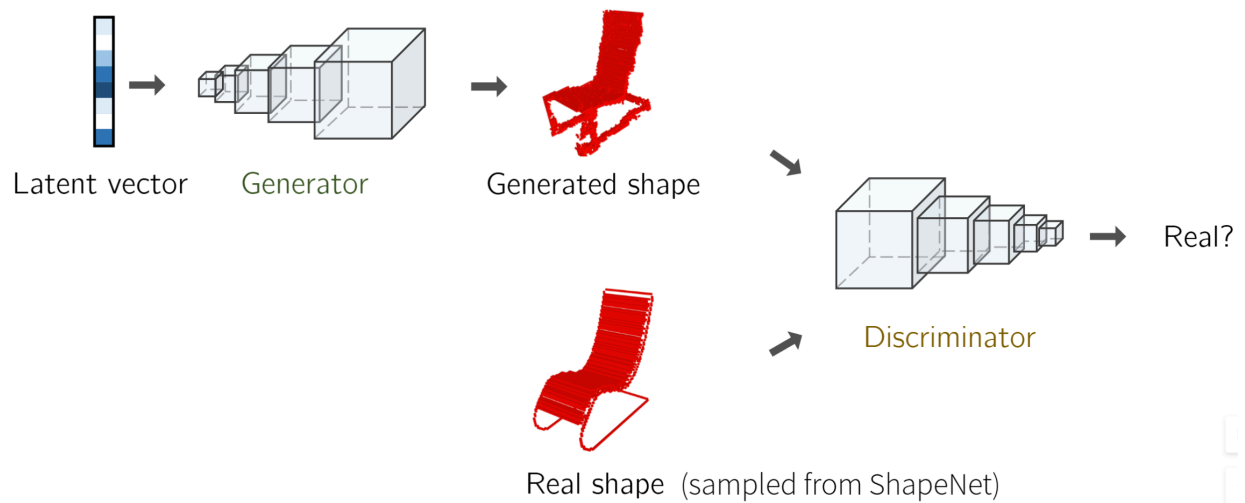 Latent vector
Generator
Generated shape
Real?
Discriminator
Real shape (sampled from ShapeNet)